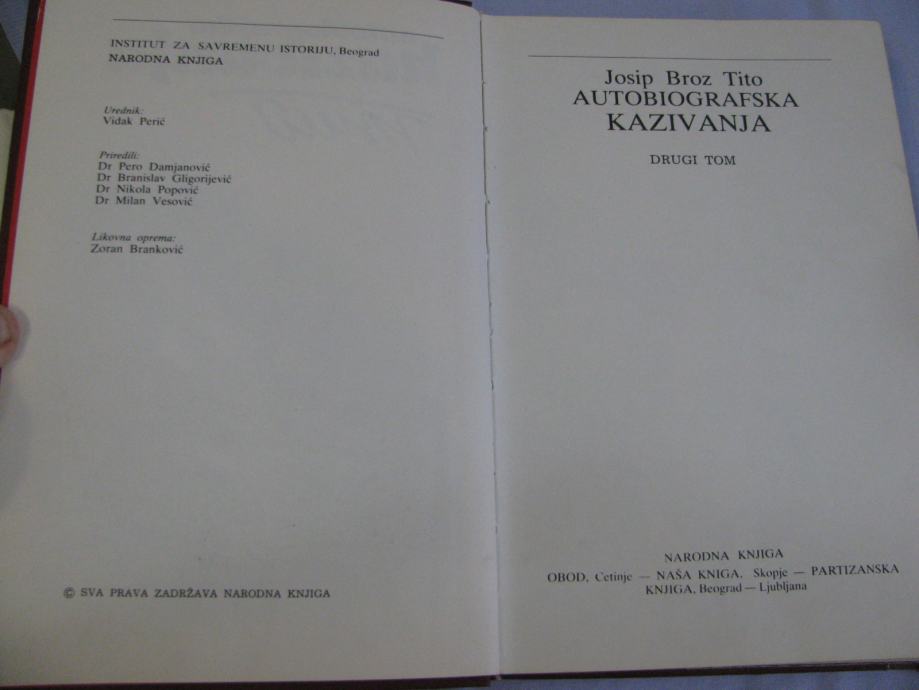 INSTITUT ZA SAVREMENU ISTORIJU, Beograd
NARODNA KNJIGA
Urednik:
Vidak Perić
Priredili:
Dr Pero Damjanović
Dr Branislav Gligorijević
Dr Nikola Popović
Dr Milan Vesović
Likovna oprema:
Zoran Branković
© SVA PRAVA ZADRŽAVA NARODNA KNJIGA
Josip Broz Tito
AUTOBIOGRAFSKA
KAZIVANJA
DRUGI TOM
NARODNA KNJIGA
OBOD, Cetinje — NAŠA KNIGA, Skopje — PARTIZANSKA
KNJIGA, Beograd — Ljubljana